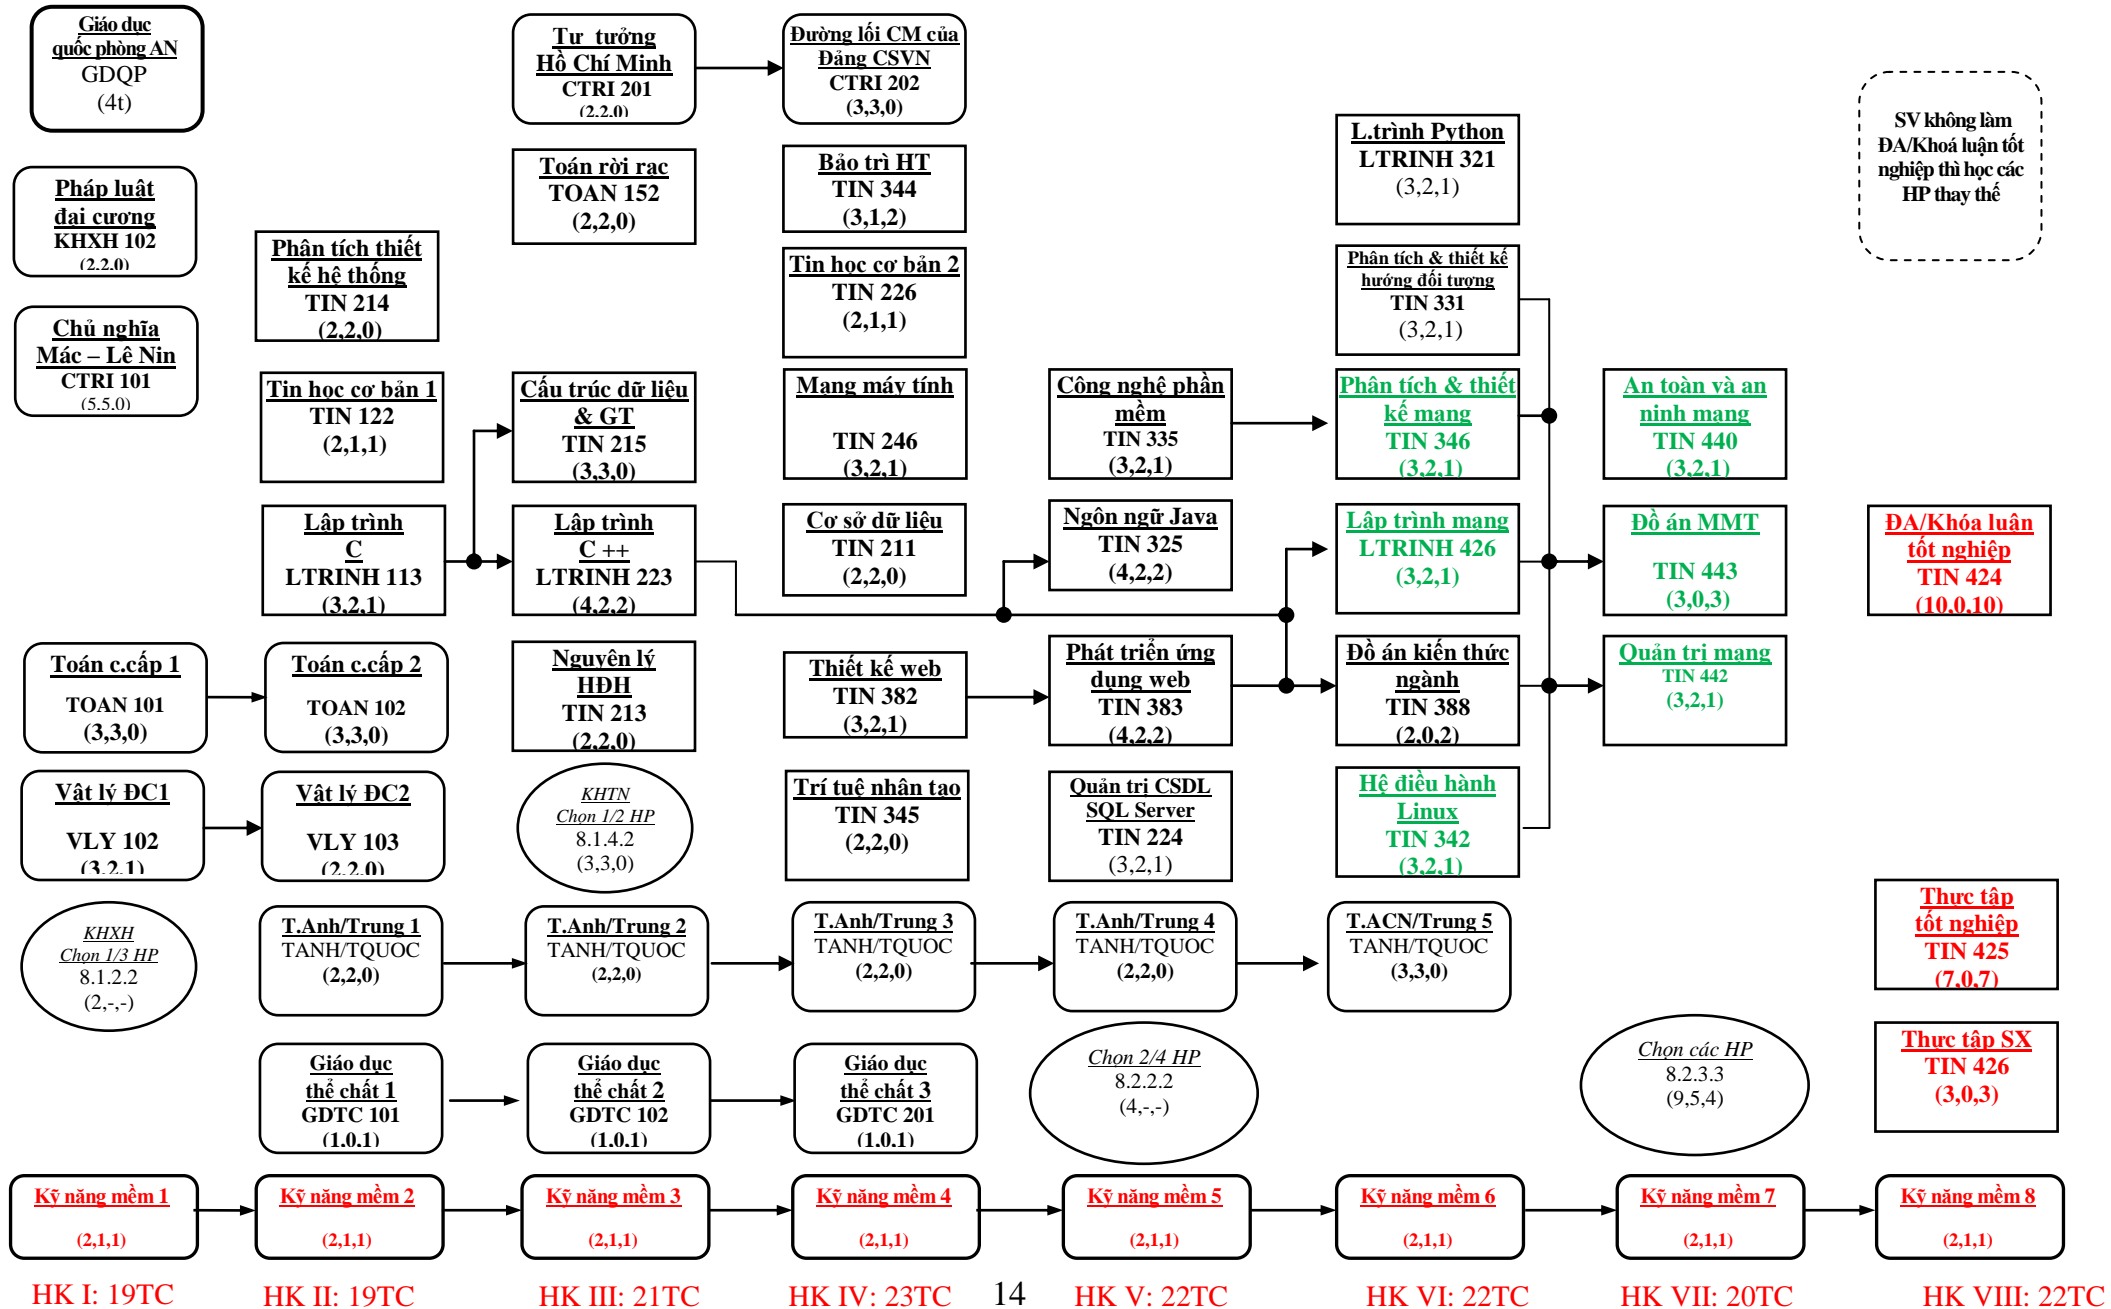 Giáo dục
quốc phòng AN
GDQP
(4t)
Pháp luật
đại cương
KHXH 102
(2,2,0)
Chủ nghĩa
Mác – Lê Nin
CTRI 101
(5,5,0)
Toán c.cấp 1
TOAN 101
(3,3,0)
Vật lý ĐC1
VLY 102
(3,2,1)
KHXH
Chọn 1/3 HP
8.1.2.2
(2,-,-)
Kỹ năng mềm 1
(2,1,1)
HK I: 19TC
Phân tích thiết
kế hệ thống
TIN 214
(2,2,0)
Tin học cơ bản 1
TIN 122
(2,1,1)
Lập trình
C
LTRINH 113
(3,2,1)
Toán c.cấp 2
TOAN 102
(3,3,0)
Vật lý ĐC2
VLY 103
(2,2,0)
T.Anh/Trung 1
TANH/TQUOC
(2,2,0)
Giáo dục
thể chất 1
GDTC 101
(1,0,1)
Kỹ năng mềm 2
(2,1,1)
HK II: 19TC
Tư tưởng
Hồ Chí Minh
CTRI 201
(2,2,0)
Toán rời rạc
TOAN 152
(2,2,0)
Cấu trúc dữ liệu
& GT
TIN 215
(3,3,0)
Lập trình
C ++
LTRINH 223
(4,2,2)
Nguyên lý
HĐH
TIN 213
(2,2,0)
KHTN
Chọn 1/2 HP
8.1.4.2
(3,3,0)
T.Anh/Trung 2
TANH/TQUOC
(2,2,0)
Giáo dục
thể chất 2
GDTC 102
(1,0,1)
Kỹ năng mềm 3
(2,1,1)
HK III: 21TC
Đường lối CM của
Đảng CSVN
CTRI 202
(3,3,0)
Bảo trì HT
TIN 344
(3,1,2)
Tin học cơ bản 2
TIN 226
(2,1,1)
Mạng máy tính
TIN 246
(3,2,1)
Cơ sở dữ liệu
TIN 211
(2,2,0)
Thiết kế web
TIN 382
(3,2,1)
Trí tuệ nhân tạo
TIN 345
(2,2,0)
T.Anh/Trung 3
TANH/TQUOC
(2,2,0)
Giáo dục
thể chất 3
GDTC 201
(1,0,1)
Kỹ năng mềm 4
(2,1,1)
HK IV: 23TC
14
Công nghệ phần
mềm
TIN 335
(3,2,1)
Ngôn ngữ Java
TIN 325
(4,2,2)
Phát triển ứng
dụng web
TIN 383
(4,2,2)
Quản trị CSDL
SQL Server
TIN 224
(3,2,1)
T.Anh/Trung 4
TANH/TQUOC
(2,2,0)
Chọn 2/4 HP
8.2.2.2
(4,-,-)
Kỹ năng mềm 5
(2,1,1)
HK V: 22TC
L.trình Python
LTRINH 321
(3,2,1)
Phân tích & thiết kế
hướng đối tượng
TIN 331
(3,2,1)
Phân tích & thiết
kế mạng
TIN 346
(3,2,1)
Lập trình mạng
LTRINH 426
(3,2,1)
Đồ án kiến thức
ngành
TIN 388
(2,0,2)
Hệ điều hành
Linux
TIN 342
(3,2,1)
T.ACN/Trung 5
TANH/TQUOC
(3,3,0)
Kỹ năng mềm 6
(2,1,1)
HK VI: 22TC
An toàn và an
ninh mạng
TIN 440
(3,2,1)
Đồ án MMT
TIN 443
(3,0,3)
Quản trị mạng
TIN 442
(3,2,1)
Chọn các HP
8.2.3.3
(9,5,4)
Kỹ năng mềm 7
(2,1,1)
HK VII: 20TC
SV không làm
ĐA/Khoá luận tốt
nghiệp thì học các
HP thay thế
ĐA/Khóa luận
tốt nghiệp
TIN 424
(10,0,10)
Thực tập
tốt nghiệp
TIN 425
(7,0,7)
Thực tập SX
TIN 426
(3,0,3)
Kỹ năng mềm 8
(2,1,1)
HK VIII: 22TC